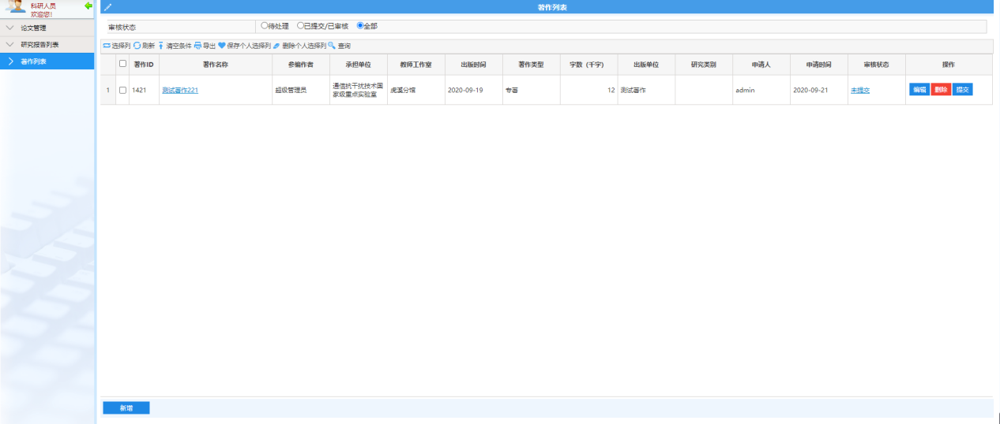 科研人员
欢迎您!
论文管理
研究报告列表
著作列表
著作列表
审核状态 待处理 已提交/已审核 全部
选择列 刷新 清空条件 导出 保存个人选择列 删除个人选择列 查询
著作ID 著作名称 参编作者 承担单位 教师工作室 出版时间 著作类型 字数（千字） 出版单位 研究类别 申请人 申请时间 审核状态 操作
1 1421 测试著作221 超级管理员 通信抗干扰技术国家级重点实验室 虎溪分馆 2020-09-19 专著 12 测试著作 admin 2020-09-21 未提交 编辑 删除 提交
新增